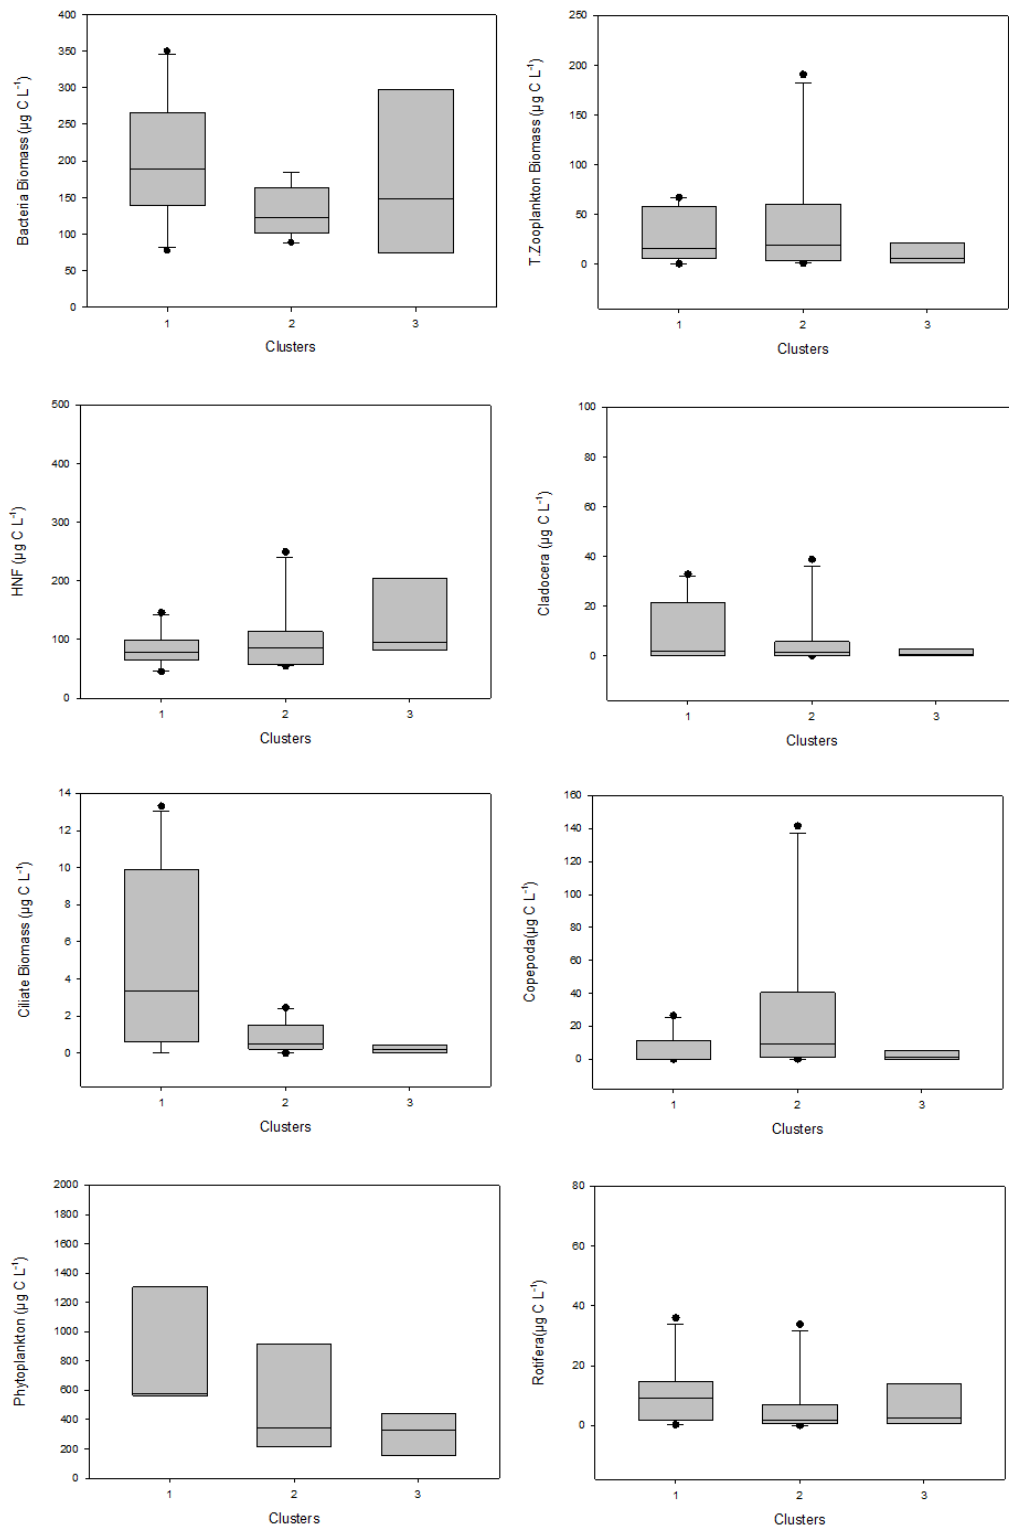 Bacteria Biomass (µg C L⁻¹)
400
350
300
250
200
150
100
50
0
1 2 3
Clusters
T.Zooplankton Biomass (µg C L⁻¹)
250
200
150
100
50
0
1 2 3
Clusters
HNF (µg C L⁻¹)
500
400
300
200
100
0
1 2 3
Clusters
Cladocera (µg C L⁻¹)
100
80
60
40
20
0
1 2 3
Clusters
Ciliate Biomass (µg C L⁻¹)
14
12
10
8
6
4
2
0
1 2 3
Clusters
Copepoda(µg C L⁻¹)
160
140
120
100
80
60
40
20
0
1 2 3
Clusters
Phytoplankton (µg C L⁻¹)
2000
1800
1600
1400
1200
1000
800
600
400
200
0
1 2 3
Clusters
Rotifera(µg C L⁻¹)
80
60
40
20
0
1 2 3
Clusters